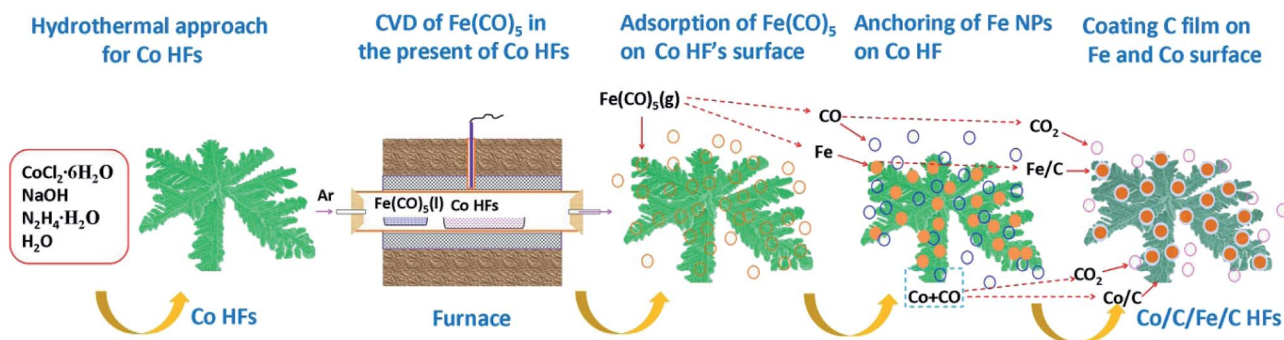 Hydrothermal approach
for Co HFs
CVD of Fe(CO)₅ in
the present of Co HFs
Adsorption of Fe(CO)₅
on Co HF's surface
Anchoring of Fe NPs
on Co HF
Coating C film on
Fe and Co surface
CoCl₂·6H₂O
NaOH
N₂H₄·H₂O
H₂O
Co HFs
Ar
Fe(CO)₅(l) Co HFs
Furnace
Fe(CO)₅(g)
CO
Fe
Co+CO
CO₂
Fe/C
CO₂
Co/C
Co/C/Fe/C HFs